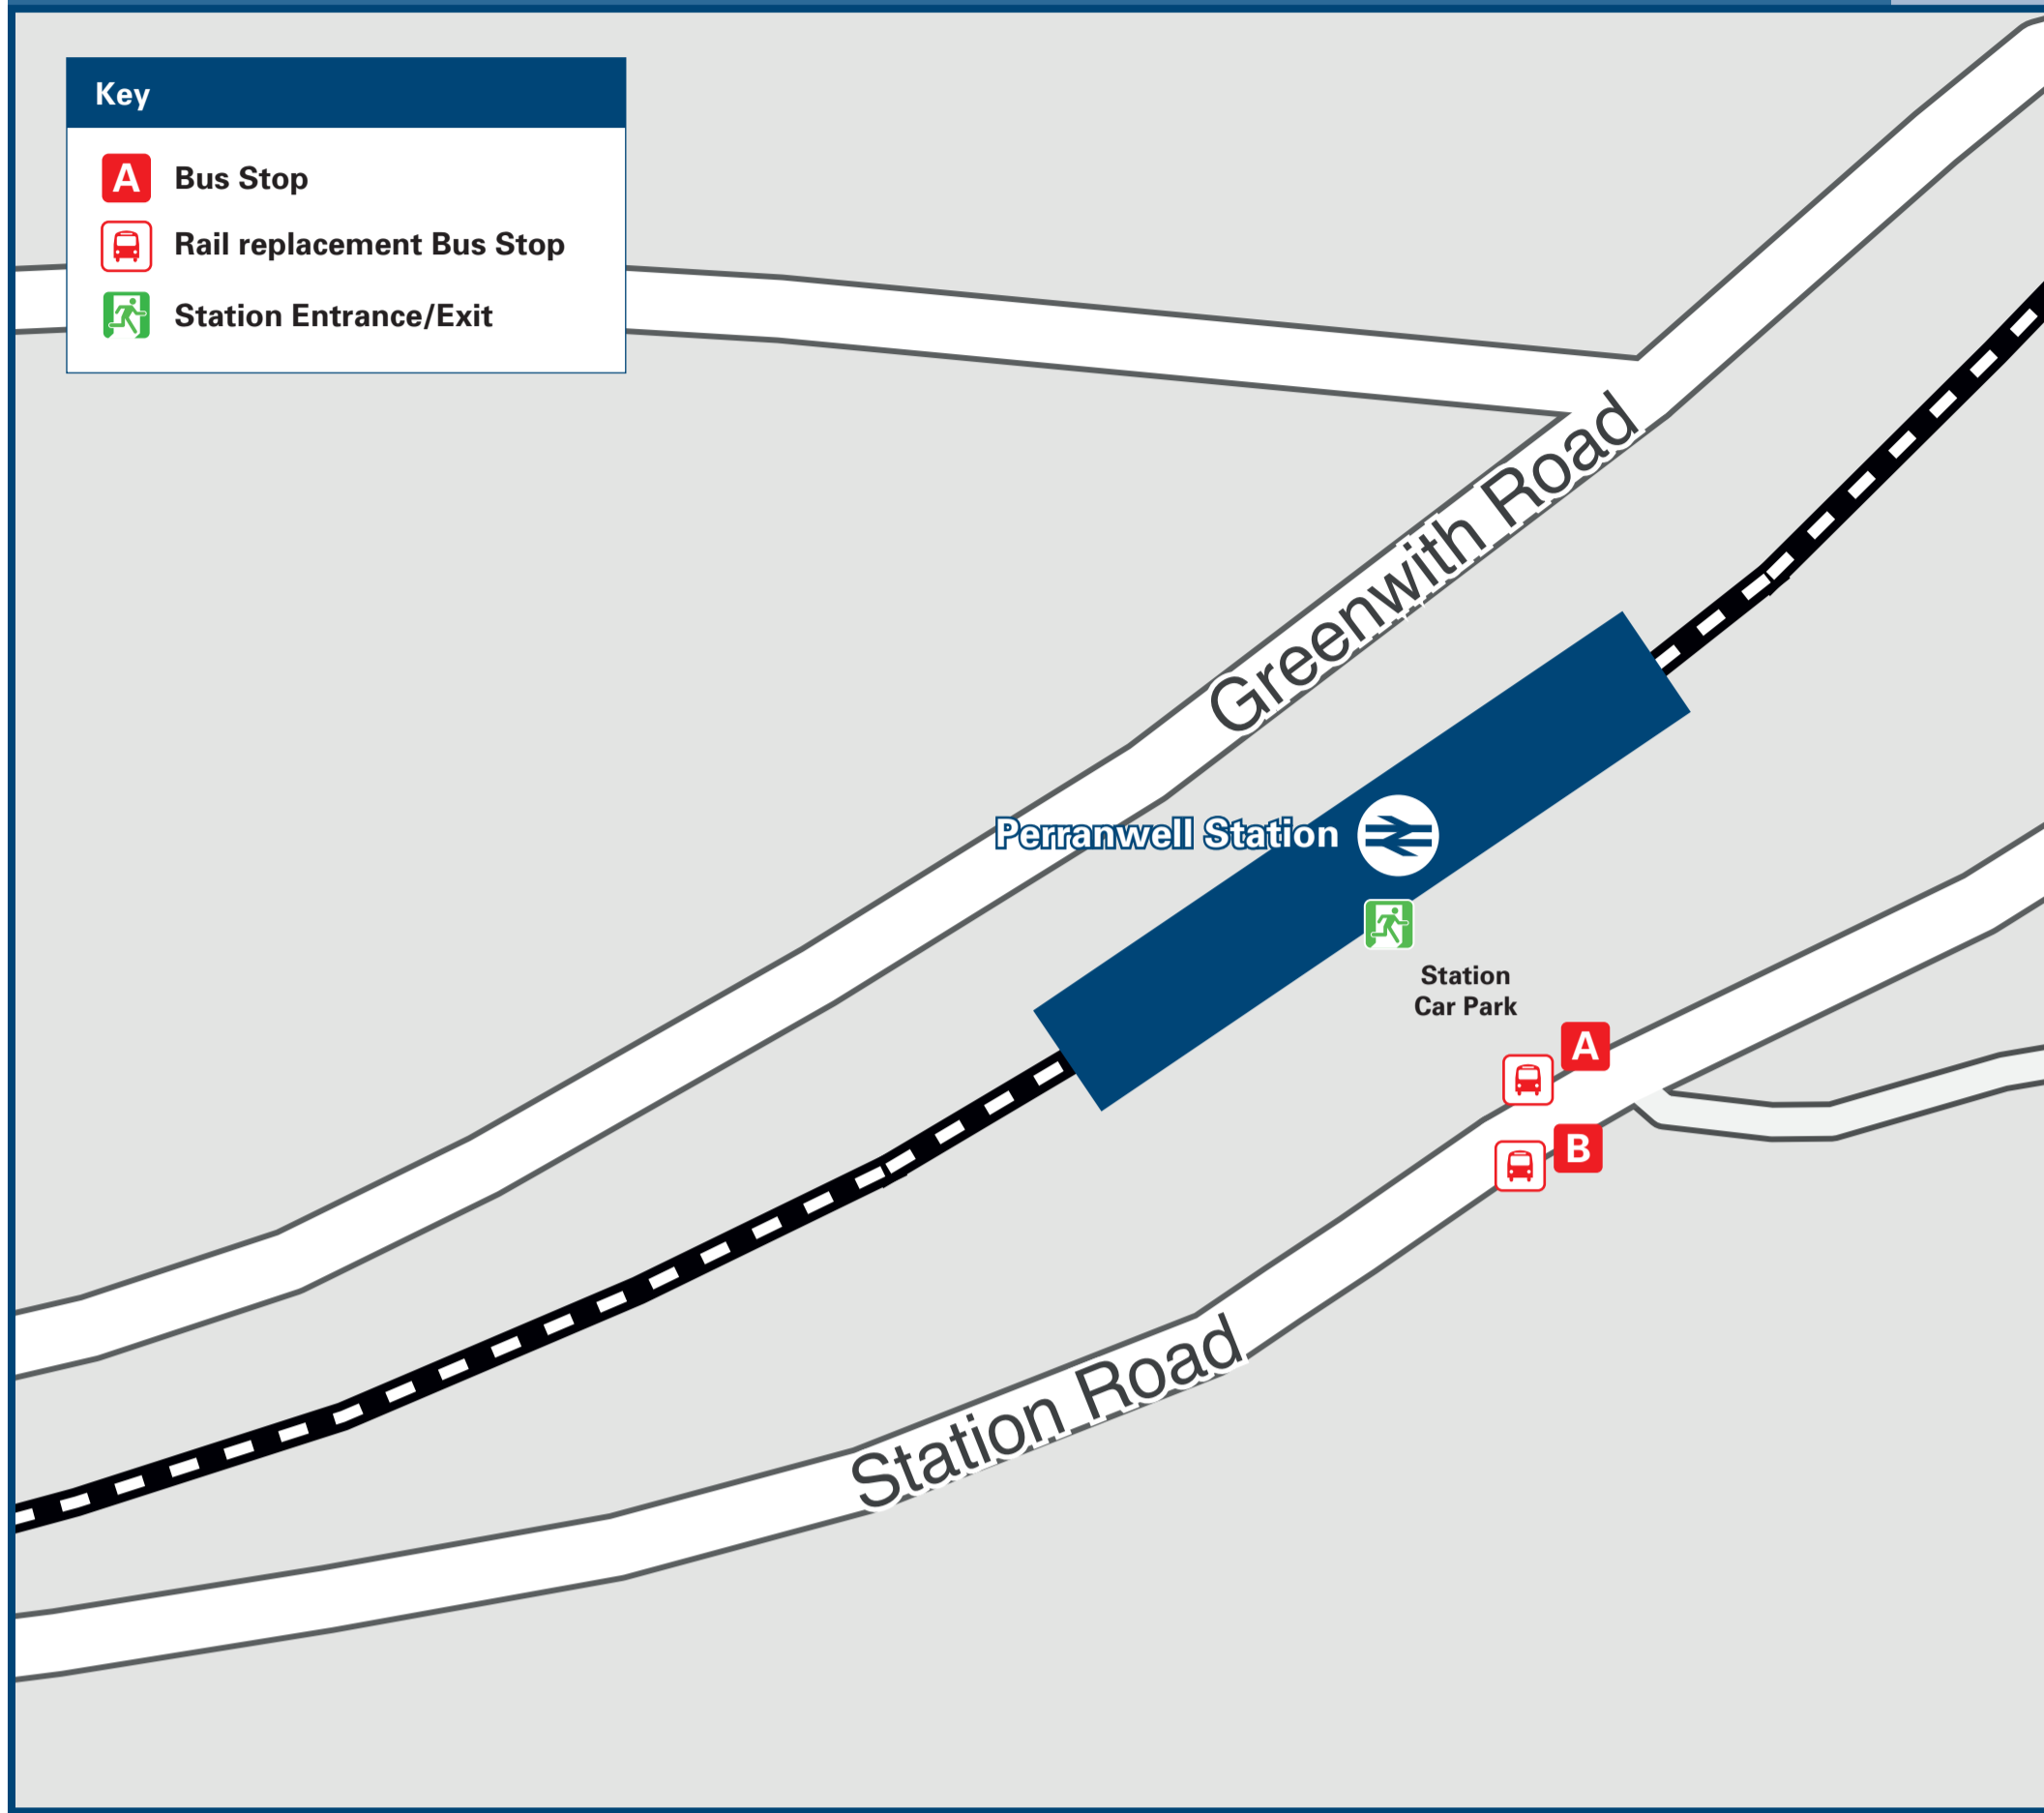 Key
A Bus Stop
Rail replacement Bus Stop
Station Entrance/Exit
Greenwith Road
Perranwell Station
Station
Car Park
A
B
Station Road